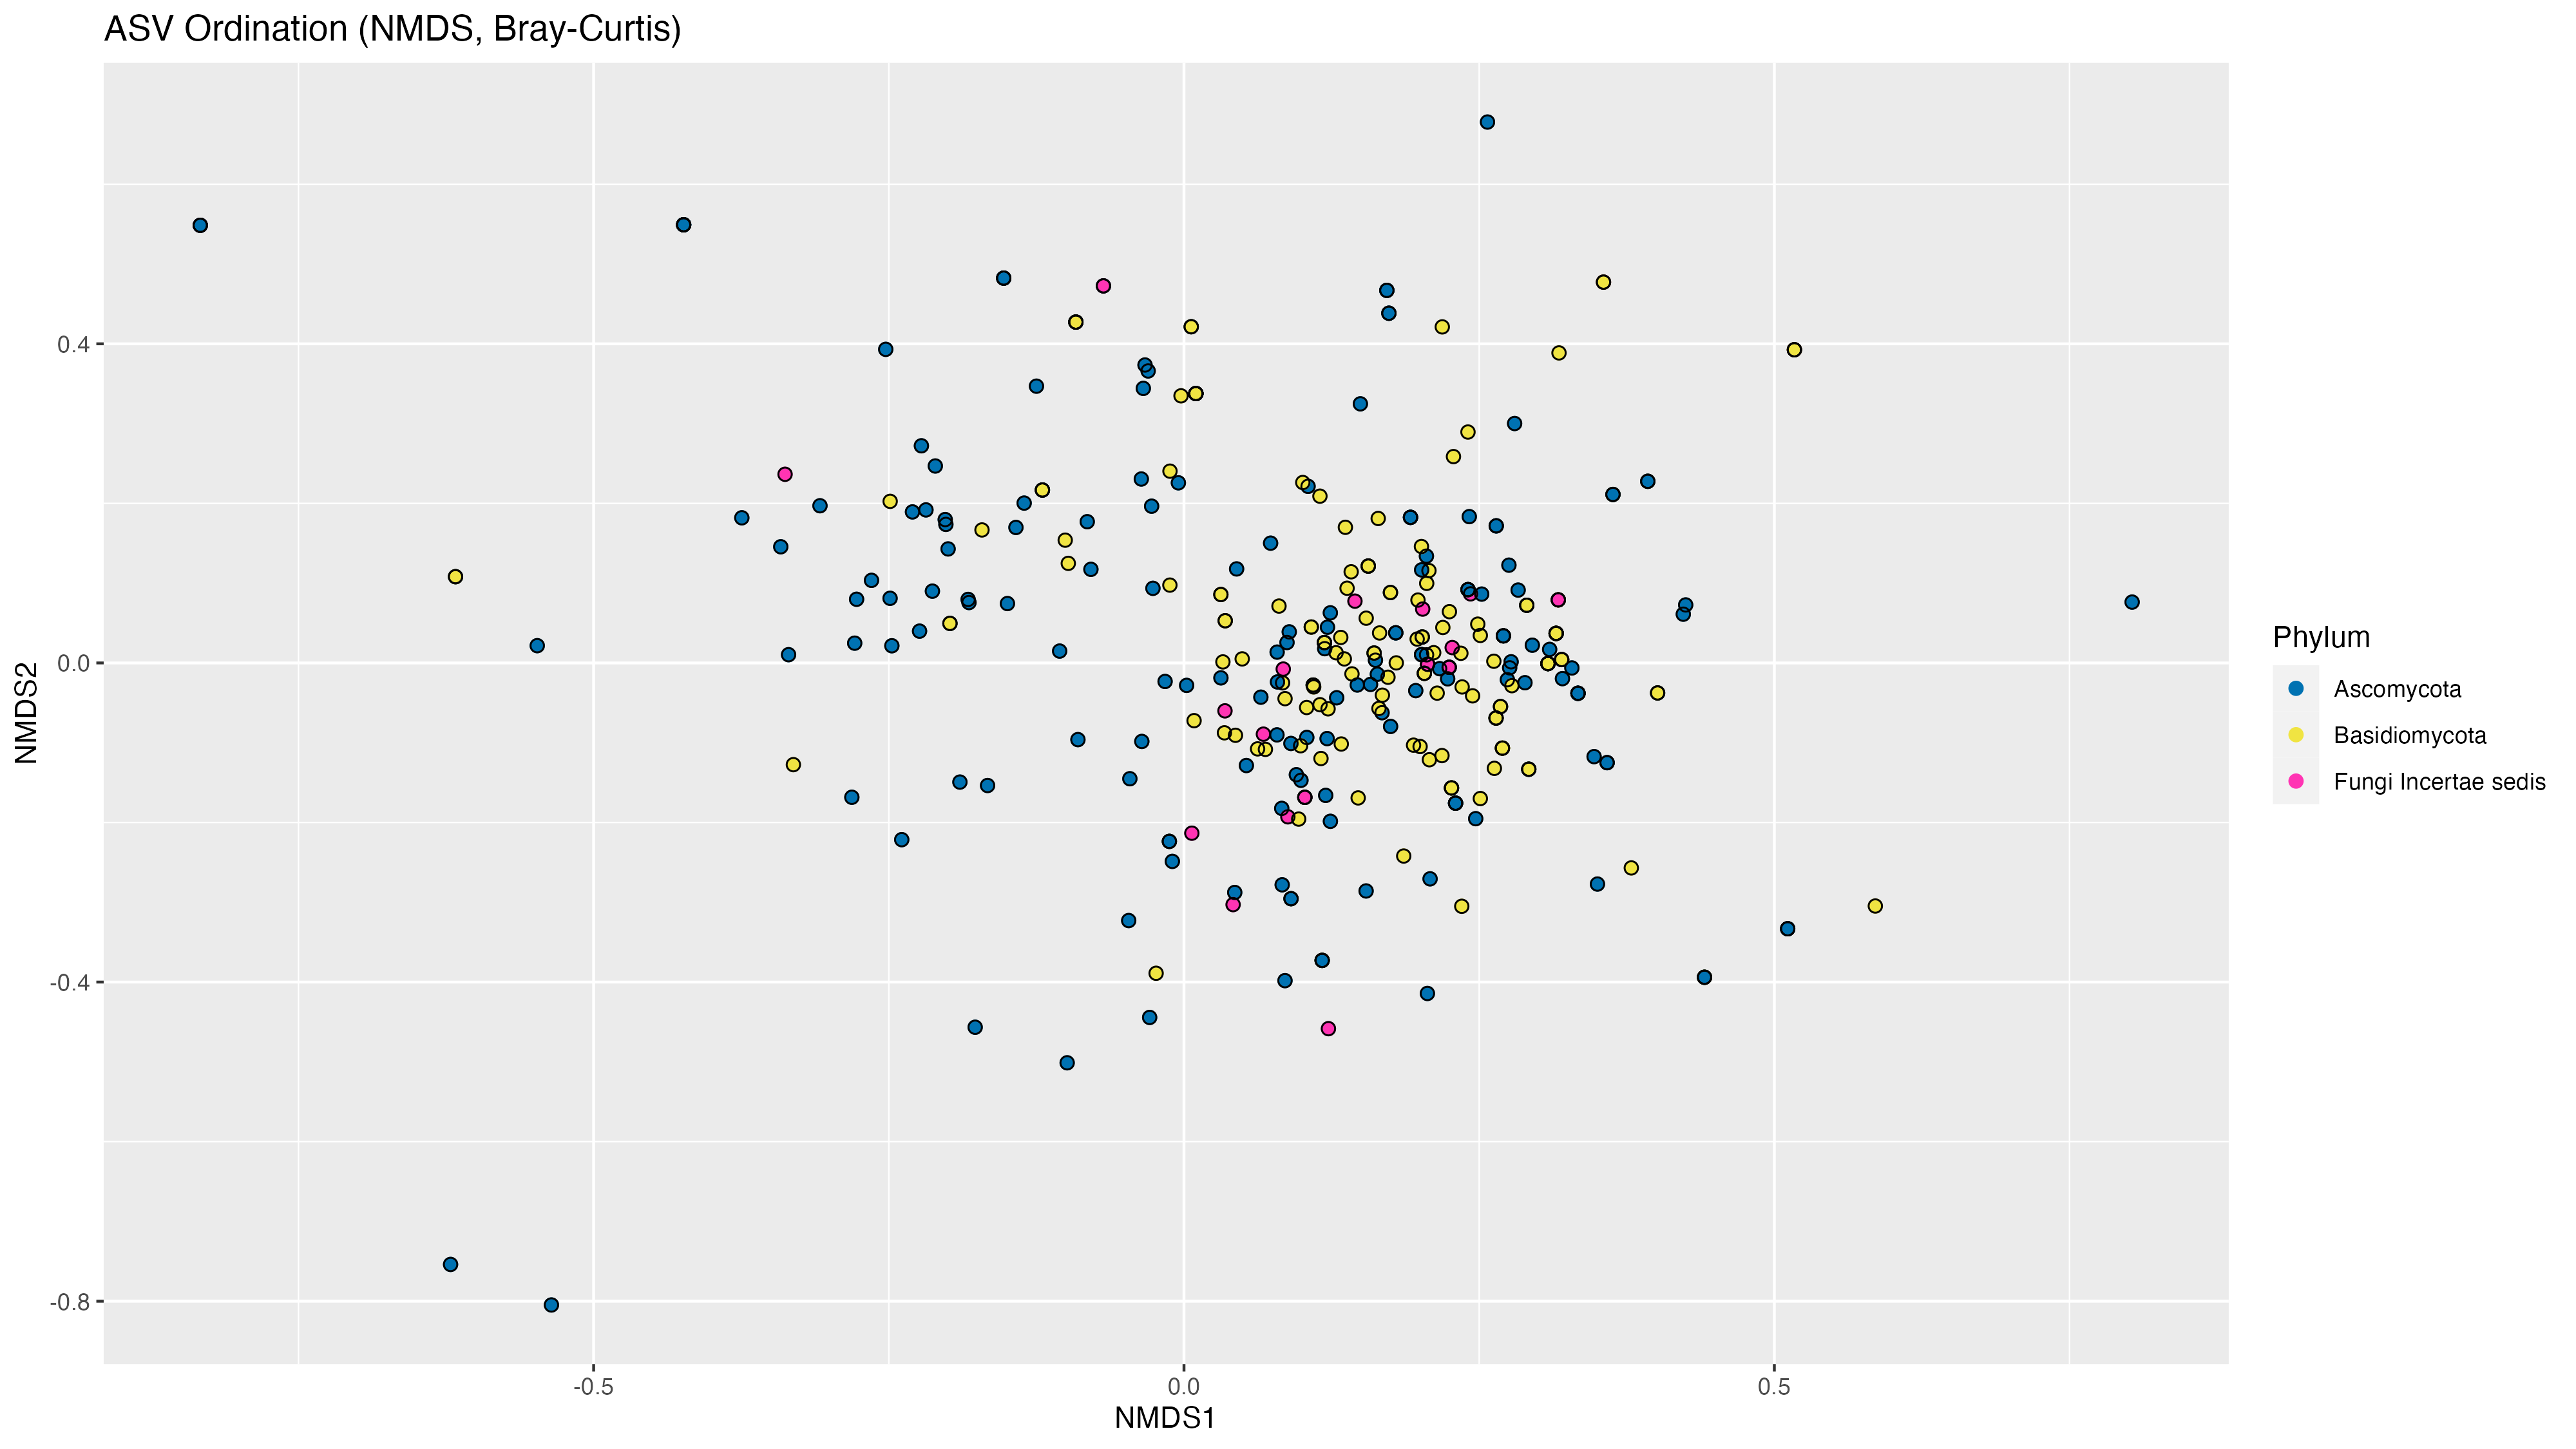 ASV Ordination (NMDS, Bray-Curtis)
0.4
0.0
-0.4
-0.8
NMDS2
-0.5
0.0
0.5
NMDS1
Phylum
Ascomycota
Basidiomycota
Fungi Incertae sedis